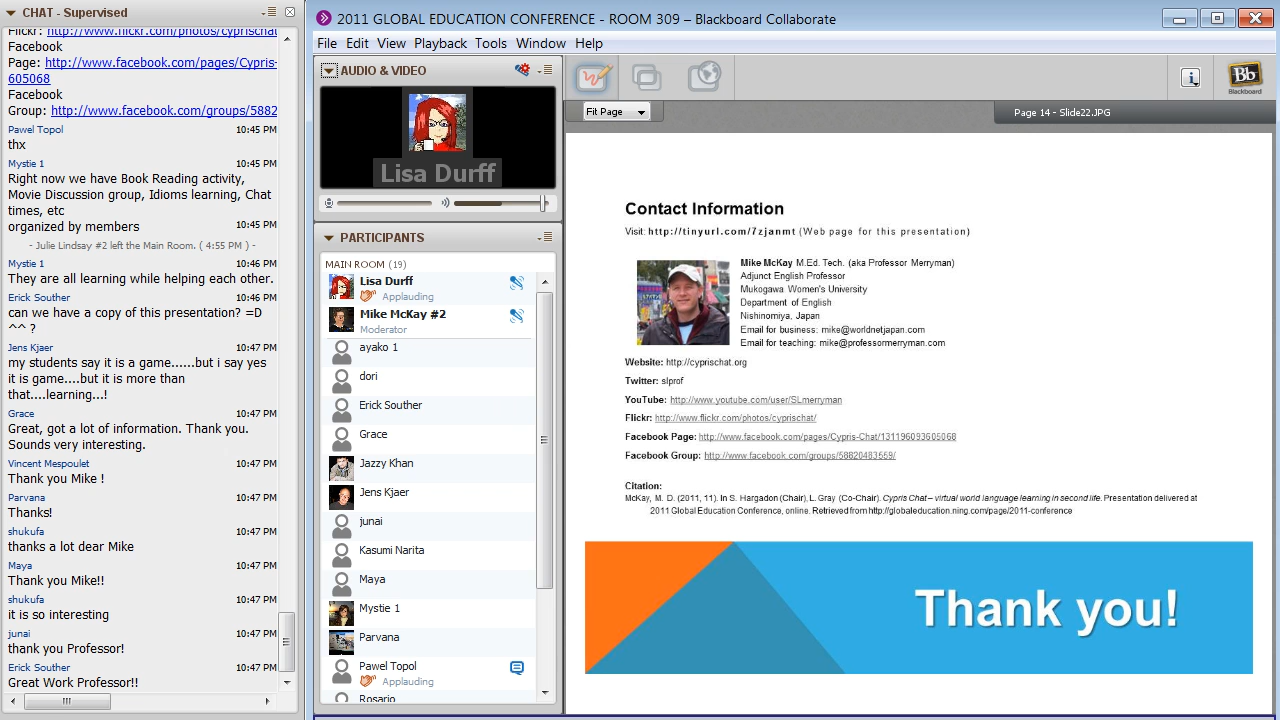 CHAT - Supervised
Flickr: http://www.flickr.com/photos/cyprischat
Facebook
Page: http://www.facebook.com/pages/Cypris-
605068
Facebook
Group: http://www.facebook.com/groups/5882
Pawel Topol 10:45 PM
thx
Mystie 1 10:45 PM
Right now we have Book Reading activity,
Movie Discussion group, Idioms learning, Chat
times, etc
organized by members 10:45 PM
- Julie Lindsay #2 left the Main Room. ( 4:55 PM ) -
Mystie 1 10:46 PM
They are all learning while helping each other.
Erick Souther 10:46 PM
can we have a copy of this presentation? =D
^^ ?
Jens Kjaer 10:47 PM
my students say it is a game......but i say yes
it is game....but it is more than
that....learning...!
Grace 10:47 PM
Great, got a lot of information. Thank you.
Sounds very interesting.
Vincent Mespoulet 10:47 PM
Thank you Mike !
Parvana 10:47 PM
Thanks!
shukufa 10:47 PM
thanks a lot dear Mike
Maya 10:47 PM
Thank you Mike!!
shukufa 10:47 PM
it is so interesting
junai 10:47 PM
thank you Professor!
Erick Souther 10:47 PM
Great Work Professor!!
2011 GLOBAL EDUCATION CONFERENCE - ROOM 309 – Blackboard Collaborate
File Edit View Playback Tools Window Help
AUDIO & VIDEO
Lisa Durff
PARTICIPANTS
MAIN ROOM (19)
Lisa Durff
Applauding
Mike McKay #2
Moderator
ayako 1
dori
Erick Souther
Grace
Jazzy Khan
Jens Kjaer
junai
Kasumi Narita
Maya
Mystie 1
Parvana
Pawel Topol
Applauding
Rosario
Bb
Blackboard
Fit Page
Page 14 - Slide22.JPG
Contact Information
Visit: http://tinyurl.com/7zjanmt (Web page for this presentation)
Mike McKay M.Ed. Tech. (aka Professor Merryman)
Adjunct English Professor
Mukogawa Women's University
Department of English
Nishinomiya, Japan
Email for business: mike@worldnetjapan.com
Email for teaching: mike@professormerryman.com
Website: http://cyprischat.org
Twitter: slprof
YouTube: http://www.youtube.com/user/SLmerryman
Flickr: http://www.flickr.com/photos/cyprischat/
Facebook Page: http://www.facebook.com/pages/Cypris-Chat/131196093605068
Facebook Group: http://www.facebook.com/groups/58820483559/
Citation:
McKay, M. D. (2011, 11). In S. Hargadon (Chair), L. Gray (Co-Chair). Cypris Chat – virtual world language learning in second life. Presentation delivered at
2011 Global Education Conference, online. Retrieved from http://globaleducation.ning.com/page/2011-conference
Thank you!